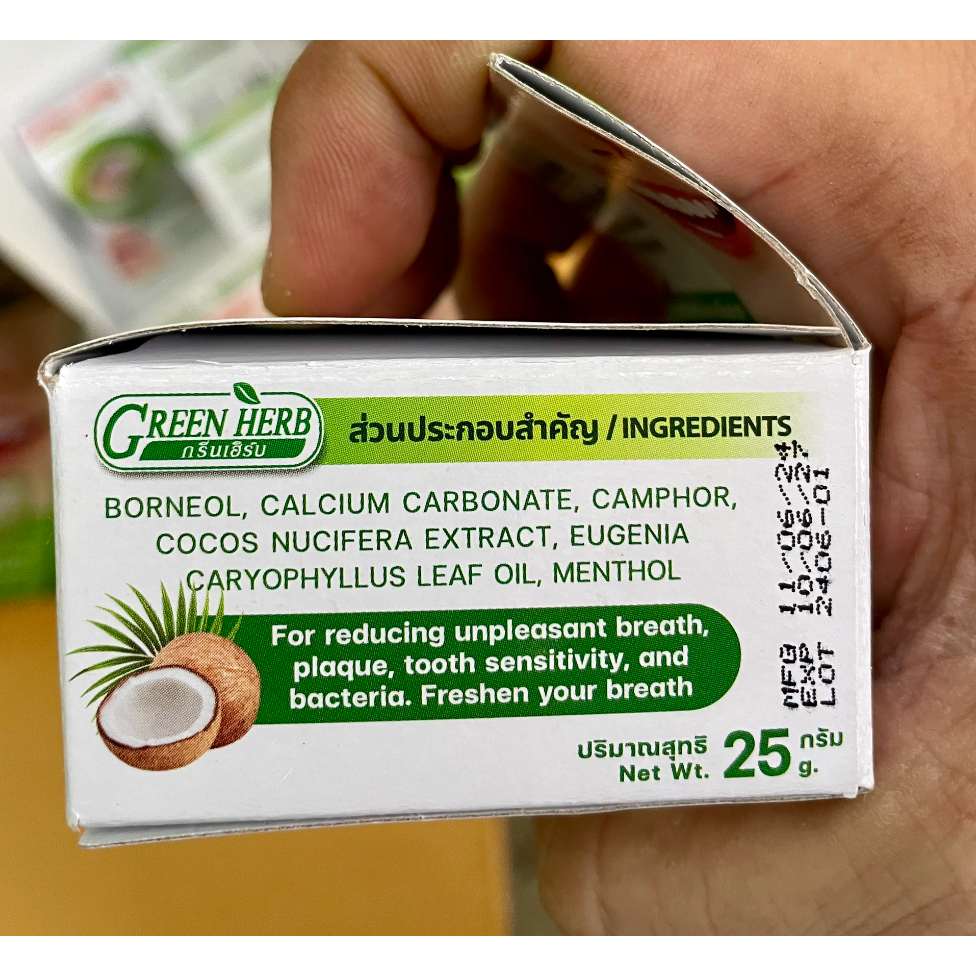 GREEN HERB
กรีนเฮิร์บ
ส่วนประกอบสำคัญ / INGREDIENTS
BORNEOL, CALCIUM CARBONATE, CAMPHOR,
COCOS NUCIFERA EXTRACT, EUGENIA
CARYOPHYLLUS LEAF OIL, MENTHOL
For reducing unpleasant breath,
plaque, tooth sensitivity, and
bacteria. Freshen your breath
ปริมาณสุทธิ 25 กรัม
Net Wt. g.
MFG 11/06/24
EXP 10/06/27
LOT 2406-01